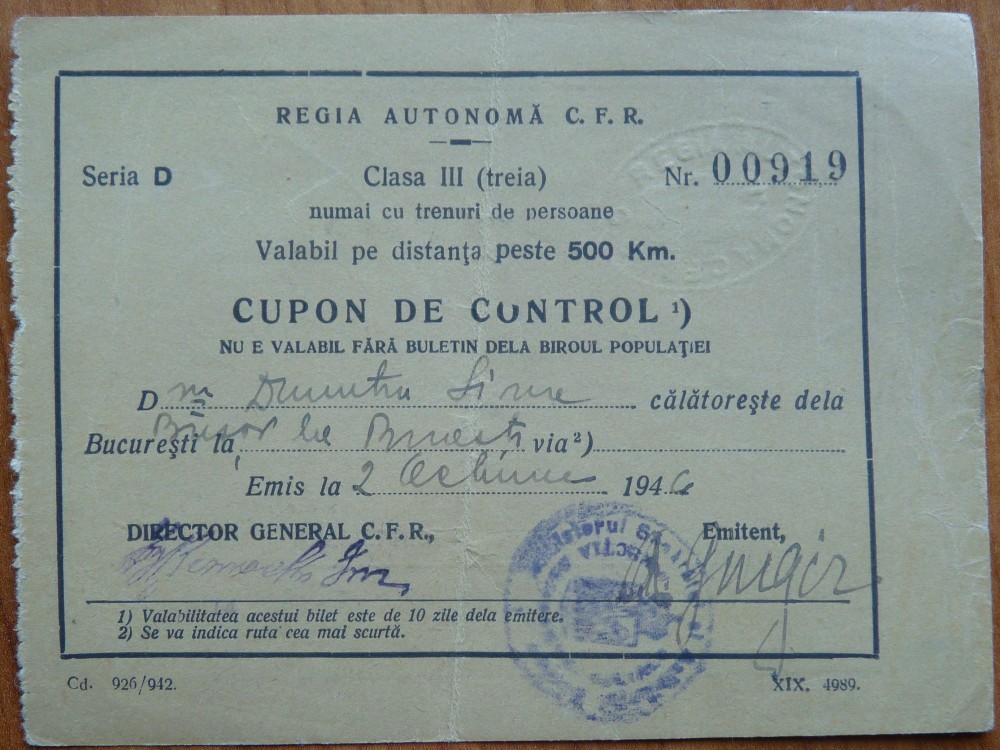 REGIA AUTONOMĂ C. F. R.
Seria D Clasa III (treia) Nr. 00919
numai cu trenuri de persoane
Valabil pe distanţa peste 500 Km.
CUPON DE CONTROL ¹)
NU E VALABIL FĂRĂ BULETIN DELA BIROUL POPULAŢIEI
D Dumitru Sima călătoreşte dela
Bucureşti la via ²)
Emis la 2 1946
DIRECTOR GENERAL C. F. R., Emitent,
1) Valabilitatea acestui bilet este de 10 zile dela emitere.
2) Se va indica ruta cea mai scurtă.
Cd. 926/942. XIX. 4989.